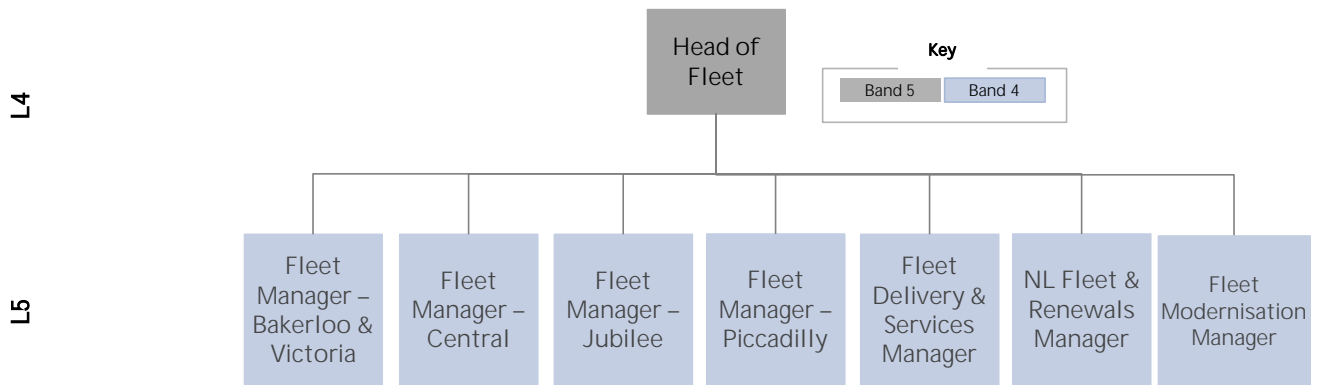 Head of
Fleet
Key
Band 5
Band 4
L4
L5
Fleet
Manager –
Bakerloo &
Victoria
Fleet
Manager –
Central
Fleet
Manager –
Jubilee
Fleet
Manager –
Piccadilly
Fleet
Delivery &
Services
Manager
NL Fleet &
Renewals
Manager
Fleet
Modernisation
Manager